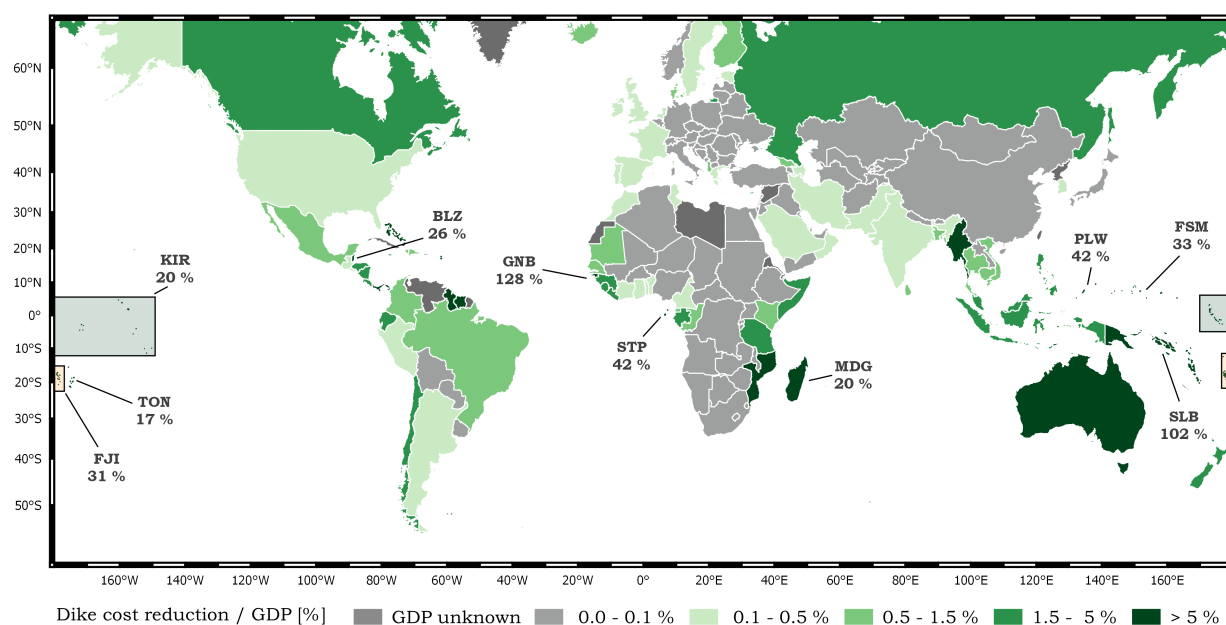 60°N
50°N
40°N
30°N
20°N
10°N
0°
10°S
20°S
30°S
40°S
50°S
BLZ
26 %
KIR
20 %
GNB
128 %
STP
42 %
MDG
20 %
PLW
42 %
FSM
33 %
SLB
102 %
TON
17 %
FJI
31 %
160°W 140°W 120°W 100°W 80°W 60°W 40°W 20°W 0° 20°E 40°E 60°E 80°E 100°E 120°E 140°E 160°E
Dike cost reduction / GDP [%] GDP unknown 0.0 - 0.1 % 0.1 - 0.5 % 0.5 - 1.5 % 1.5 - 5 % > 5 %